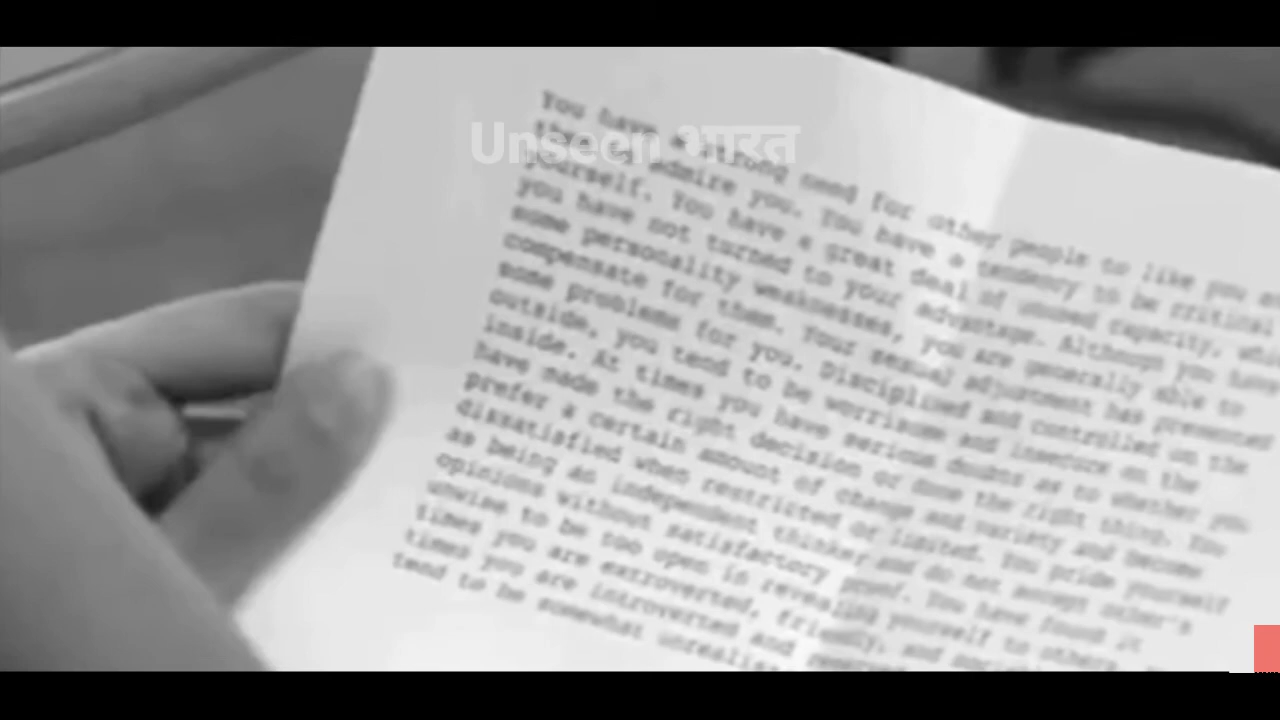 Unseen भारत
You have a strong need for other people to like you
admire you. You have a tendency to be critical
yourself. You have a great deal of unused capacity,
you have not turned to your advantage. Although you have
some personality weaknesses, you are generally able to
compensate for them. Your sexual adjustment has presented
some problems for you. Disciplined and controlled on the
outside, you tend to be worrisome and insecure on the
inside. At times you have serious doubts as to whether you
have made the right decision or done the right thing. You
prefer a certain amount of change and variety and become
dissatisfied when restricted or limited. You pride yourself
as being an independent thinker and do not accept other's
opinions without satisfactory proof. You have found it
unwise to be too open in revealing yourself to others.
times you are extroverted, friendly, and
times you are introverted and
tend to be somewhat